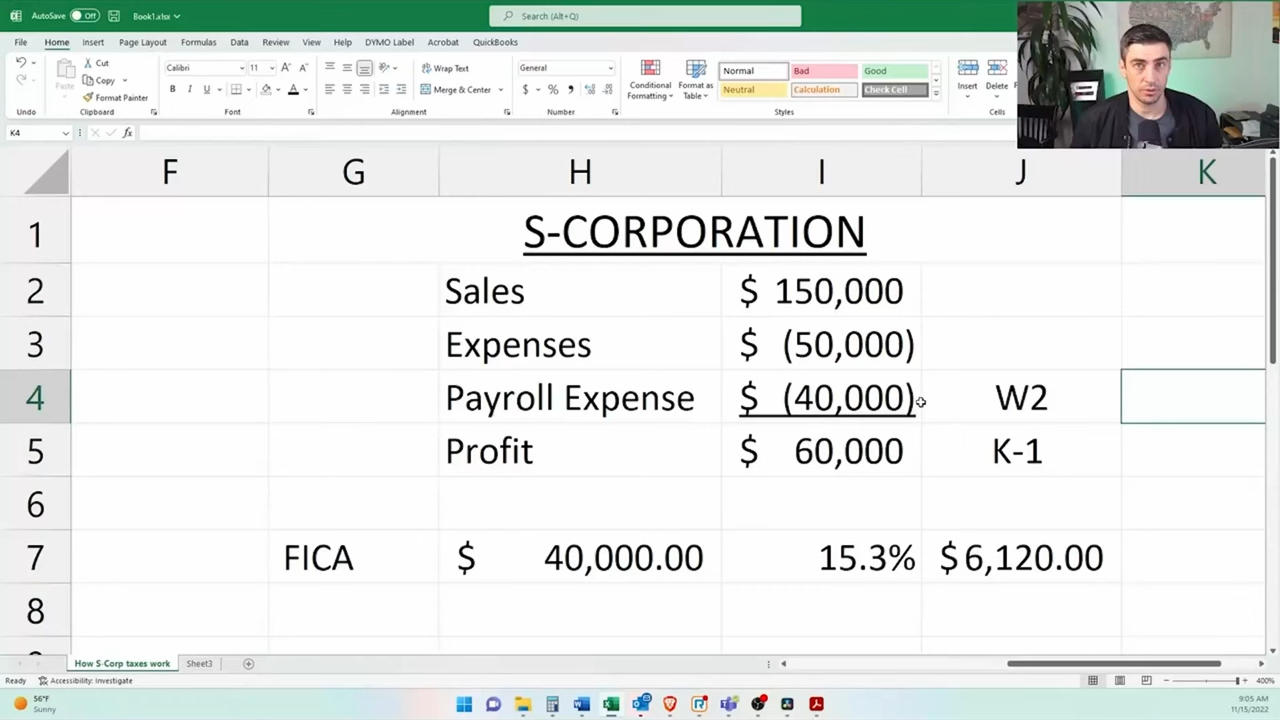 AutoSave Off Book1.xlsx Search (Alt+Q)
File Home Insert Page Layout Formulas Data Review View Help DYMO Label Acrobat QuickBooks
Cut
Copy
Paste
Format Painter
Calibri 11
B I U
Wrap Text
Merge & Center
General
$ % ,
Conditional Formatting
Format as Table
Normal Bad Good
Neutral Calculation Check Cell
Insert Delete
Undo Clipboard Font Alignment Number Styles Cells
K4 fx
F G H I J K
1 S-CORPORATION
2 Sales $ 150,000
3 Expenses $ (50,000)
4 Payroll Expense $ (40,000) W2
5 Profit $ 60,000 K-1
6
7 FICA $ 40,000.00 15.3% $6,120.00
8
How S-Corp taxes work Sheet3
Ready Accessibility: Investigate 400%
56°F
Sunny
9:05 AM
11/15/2022